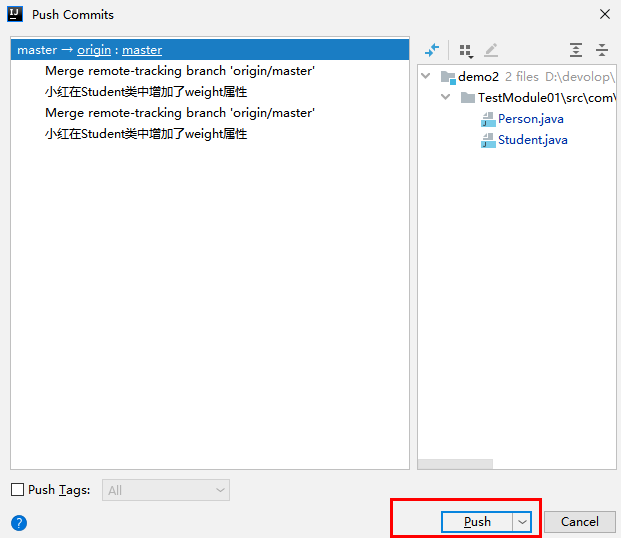 Push Commits
master → origin : master
Merge remote-tracking branch 'origin/master'
小红在Student类中增加了weight属性
Merge remote-tracking branch 'origin/master'
小红在Student类中增加了weight属性
demo2 2 files D:\devolop\
TestModule01\src\com\
Person.java
Student.java
Push Tags:
All
?
Push
Cancel